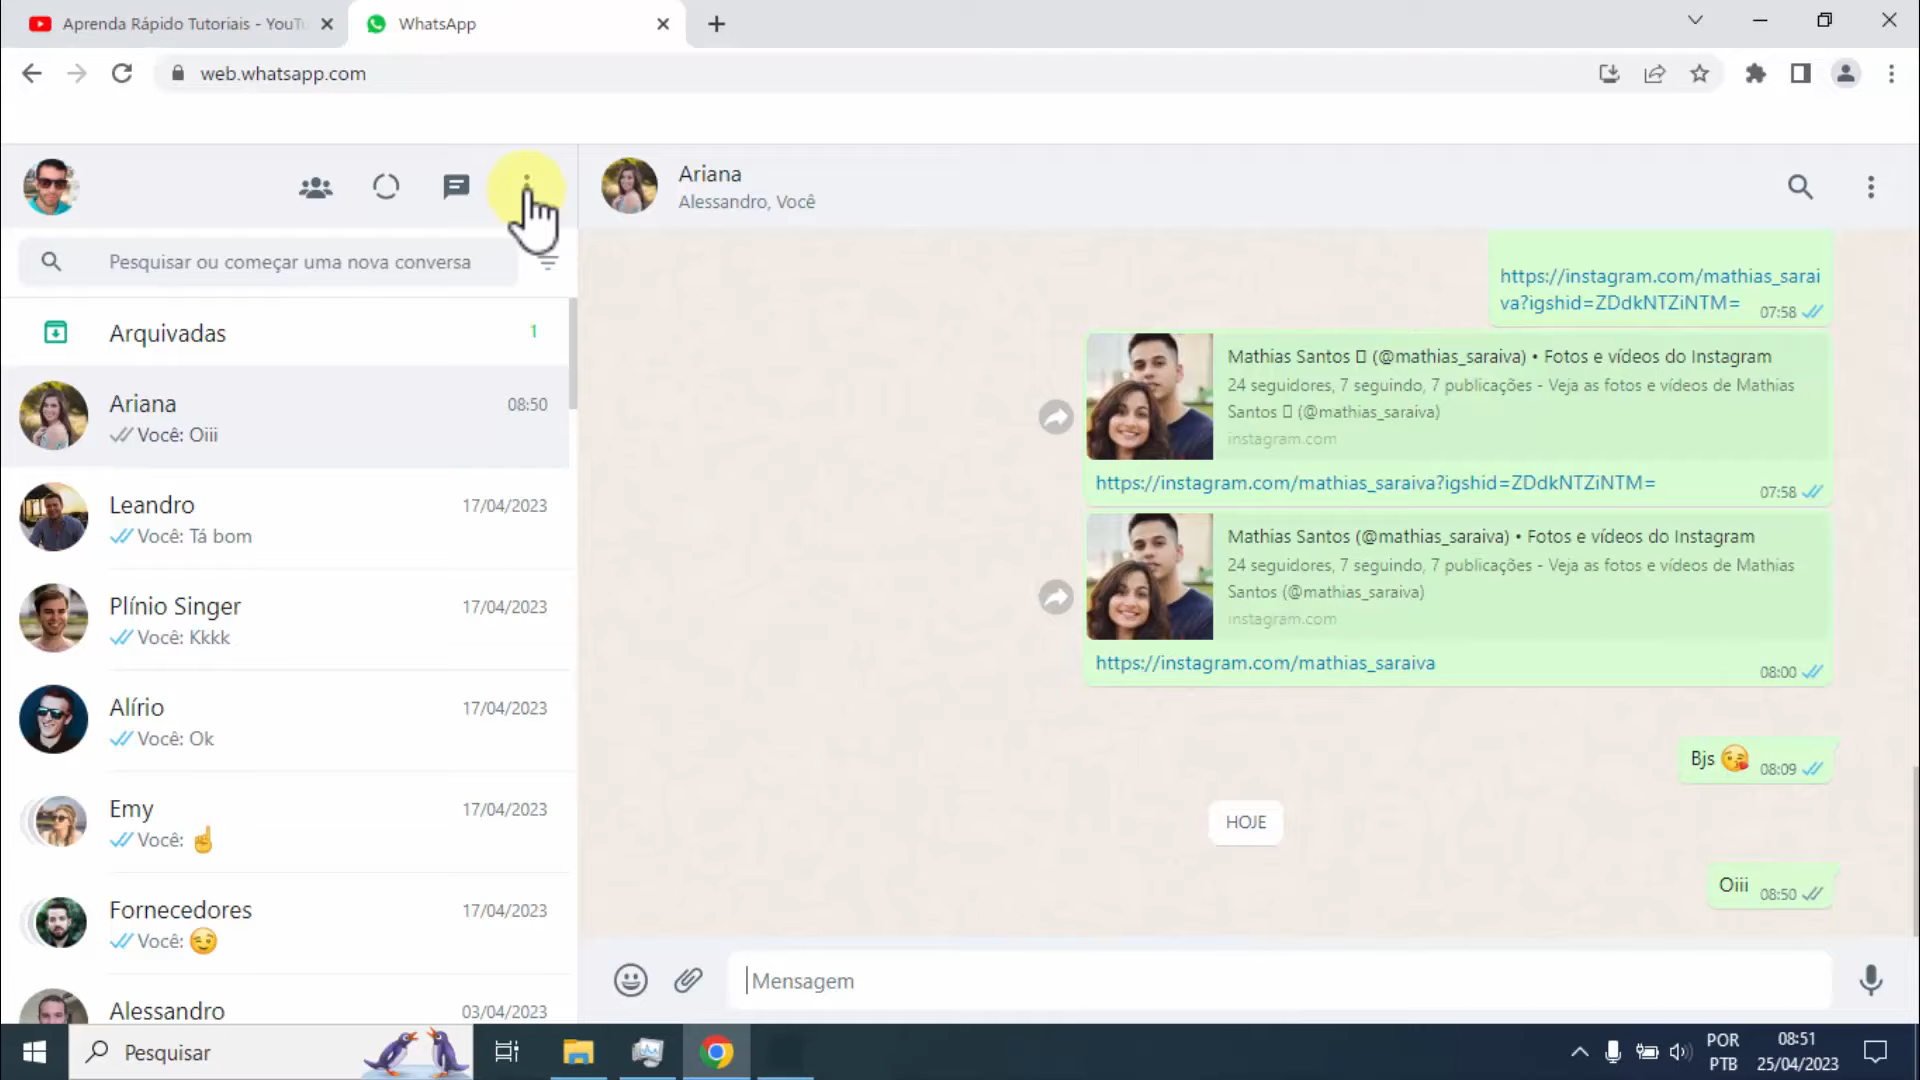 Aprenda Rápido Tutoriais - YouTu
WhatsApp
web.whatsapp.com
Ariana
Alessandro, Você
Pesquisar ou começar uma nova conversa
Arquivadas
1
Ariana
08:50
Você: Oiii
Leandro
17/04/2023
Você: Tá bom
Plínio Singer
17/04/2023
Você: Kkkk
Alírio
17/04/2023
Você: Ok
Emy
17/04/2023
Você: ☝
Fornecedores
17/04/2023
Você: 😉
Alessandro
03/04/2023
https://instagram.com/mathias_sarai
va?igshid=ZDdkNTZiNTM=
07:58
Mathias Santos ▯ (@mathias_saraiva) • Fotos e vídeos do Instagram
24 seguidores, 7 seguindo, 7 publicações - Veja as fotos e vídeos de Mathias
Santos ▯ (@mathias_saraiva)
instagram.com
https://instagram.com/mathias_saraiva?igshid=ZDdkNTZiNTM=
07:58
Mathias Santos (@mathias_saraiva) • Fotos e vídeos do Instagram
24 seguidores, 7 seguindo, 7 publicações - Veja as fotos e vídeos de Mathias
Santos (@mathias_saraiva)
instagram.com
https://instagram.com/mathias_saraiva
08:00
Bjs 😘 08:09
HOJE
Oiii 08:50
Mensagem
Pesquisar
POR
PTB
08:51
25/04/2023